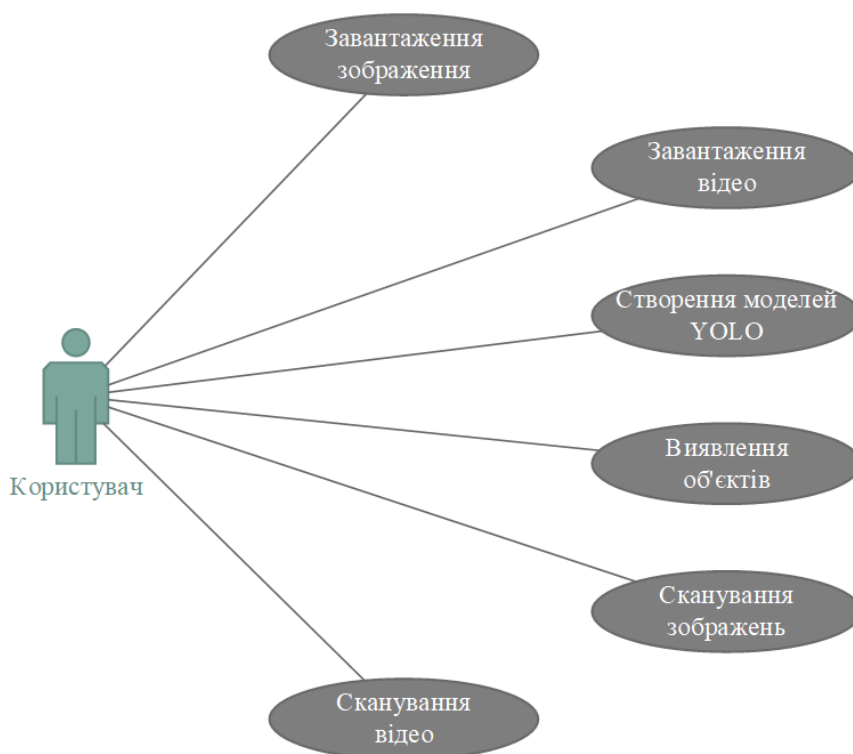 Завантаження
зображення
Завантаження
відео
Створення моделей
YOLO
Користувач
Виявлення
об'єктів
Сканування
зображень
Сканування
відео